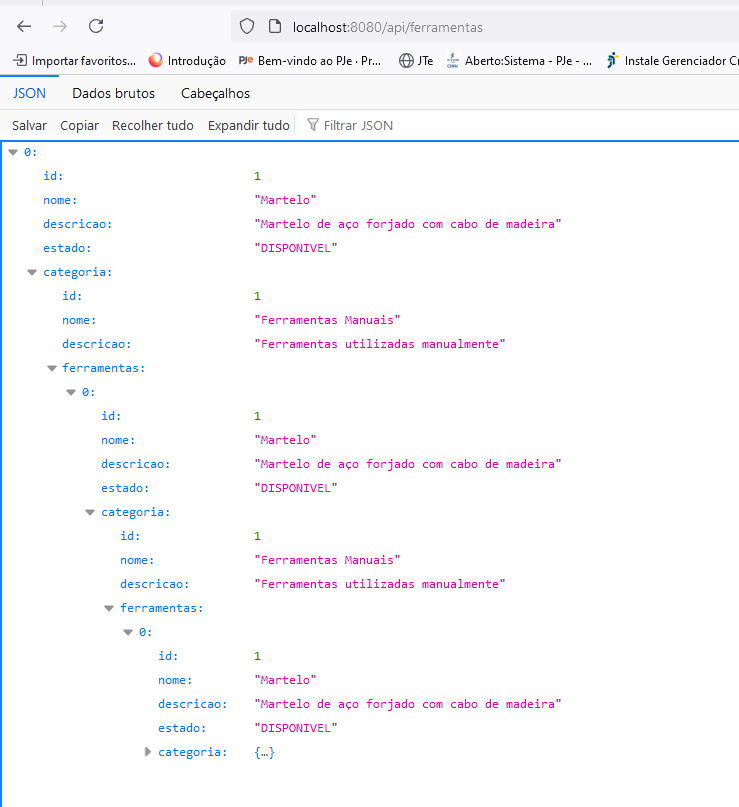 localhost:8080/api/ferramentas
Importar favoritos... Introdução PJe Bem-vindo ao PJe · Pr... JTe Aberto:Sistema - PJe - ... Instale Gerenciador Cr
JSON Dados brutos Cabeçalhos
Salvar Copiar Recolher tudo Expandir tudo Filtrar JSON
0:
id: 1
nome: "Martelo"
descricao: "Martelo de aço forjado com cabo de madeira"
estado: "DISPONIVEL"
categoria:
id: 1
nome: "Ferramentas Manuais"
descricao: "Ferramentas utilizadas manualmente"
ferramentas:
0:
id: 1
nome: "Martelo"
descricao: "Martelo de aço forjado com cabo de madeira"
estado: "DISPONIVEL"
categoria:
id: 1
nome: "Ferramentas Manuais"
descricao: "Ferramentas utilizadas manualmente"
ferramentas:
0:
id: 1
nome: "Martelo"
descricao: "Martelo de aço forjado com cabo de madeira"
estado: "DISPONIVEL"
categoria: {…}